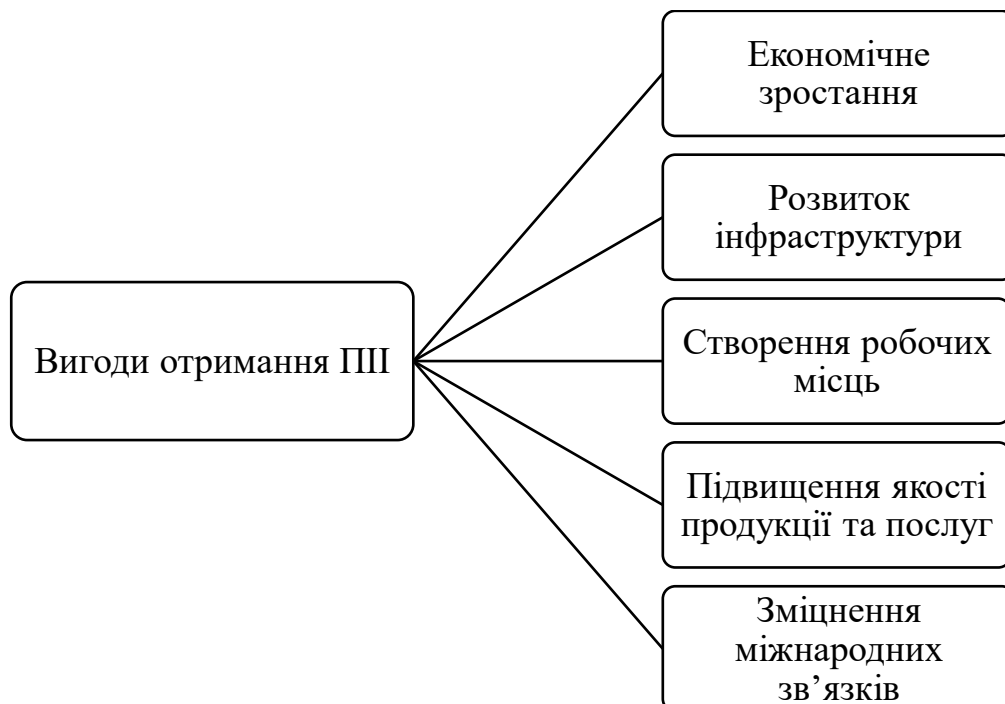 Економічне
зростання
Розвиток
інфраструктури
Вигоди отримання ПІІ
Створення робочих
місць
Підвищення якості
продукції та послуг
Зміцнення
міжнародних
зв’язків